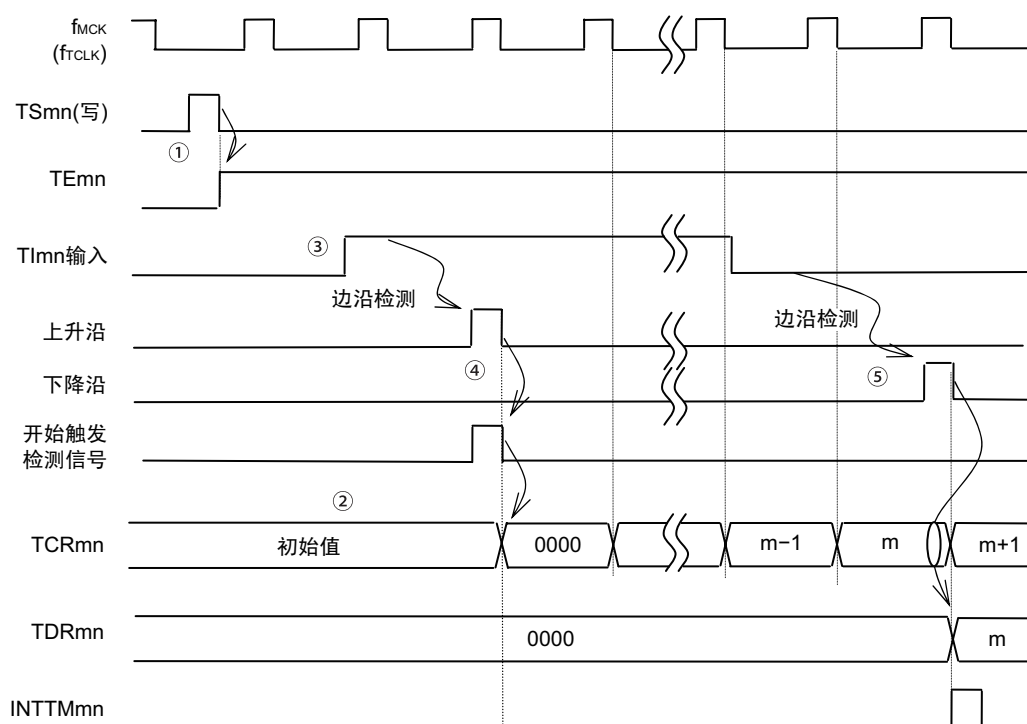 fMCK
(fTCLK)
TSmn(写)
①
TEmn
TImn输入
③
边沿检测
边沿检测
上升沿
④
⑤
下降沿
开始触发
检测信号
②
TCRmn
初始值
0000
m−1
m
m+1
TDRmn
0000
m
INTTMmn